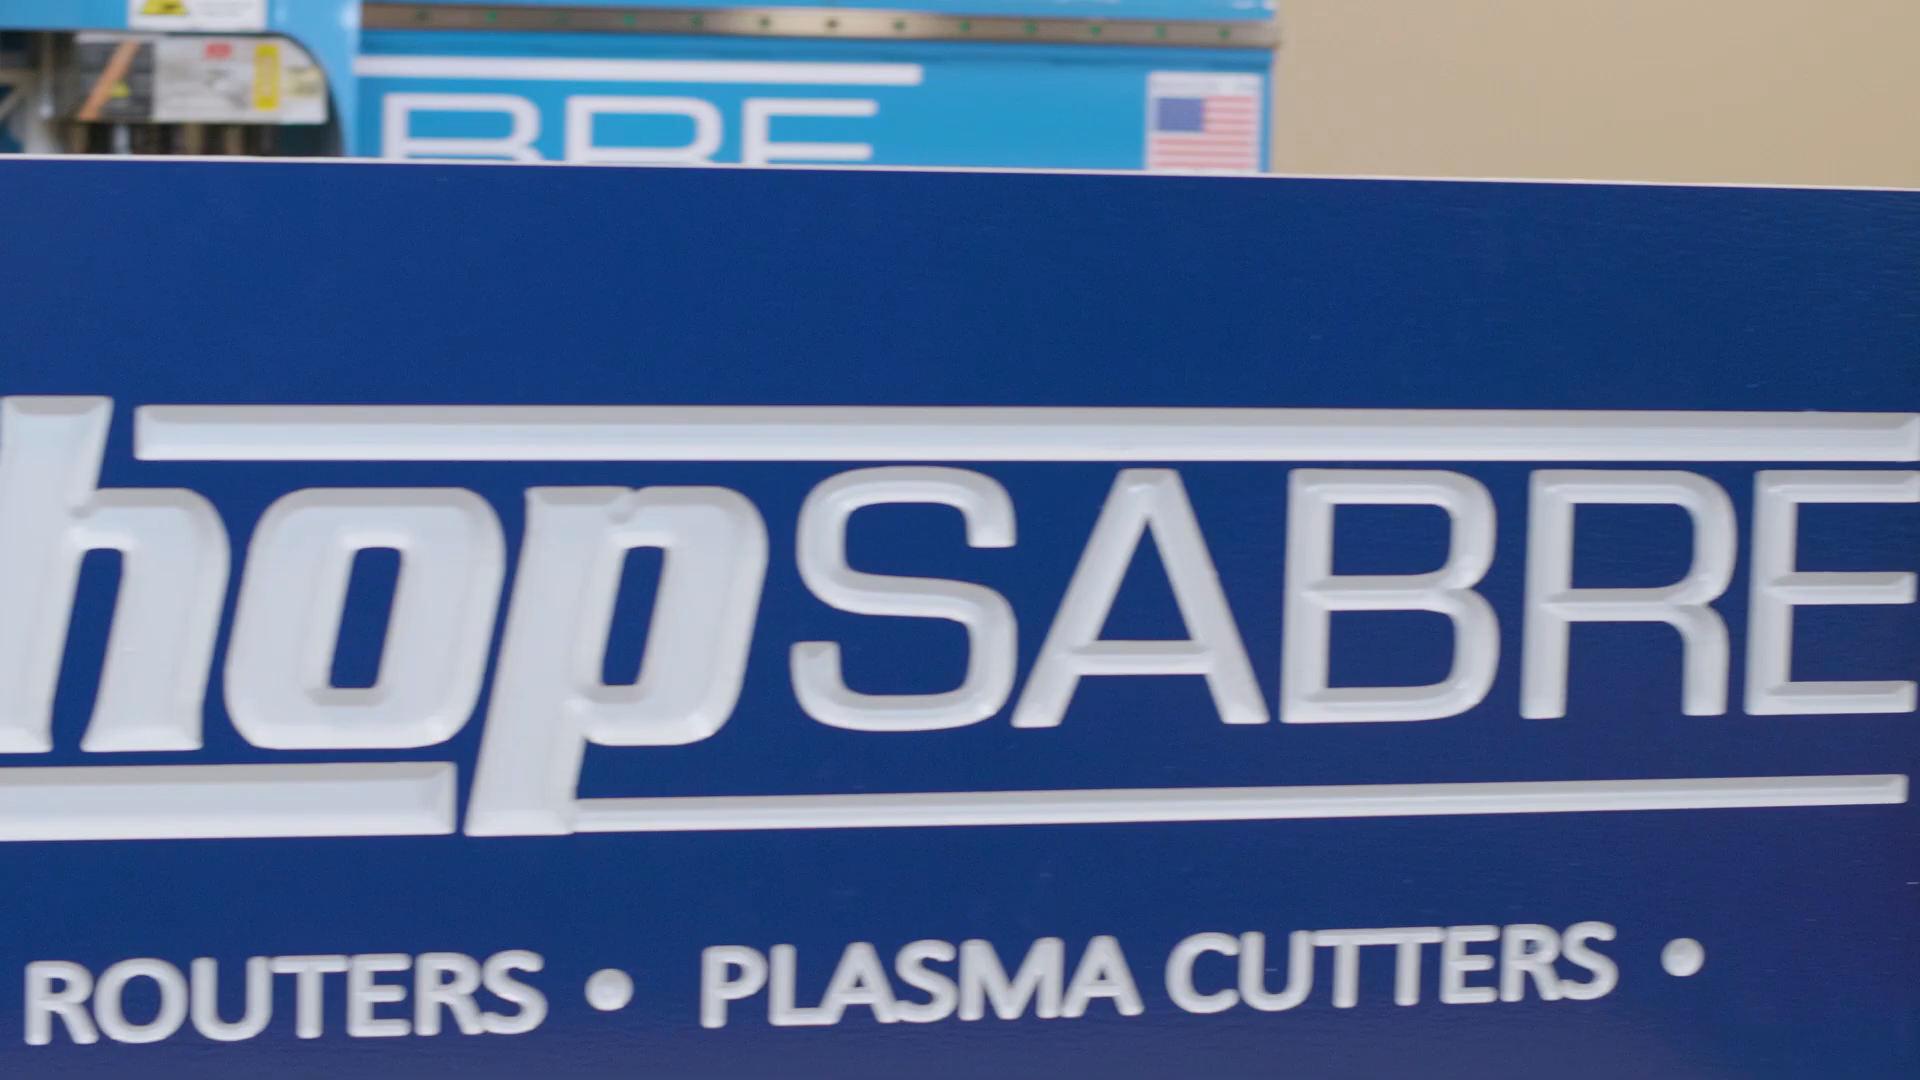 BRE
hopSABRE
ROUTERS • PLASMA CUTTERS •